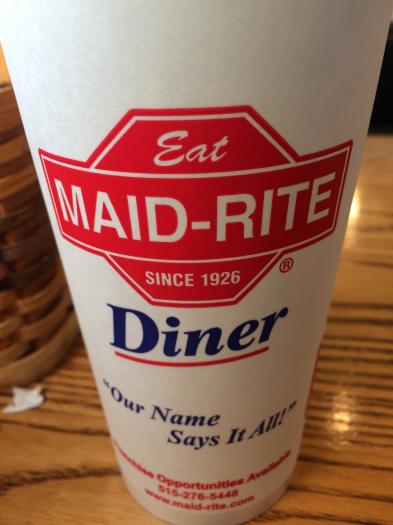 Eat
MAID-RITE
SINCE 1926
®
Diner
"Our Name
Says It All!"
Franchise Opportunities Available
515-276-5448
www.maid-rite.com